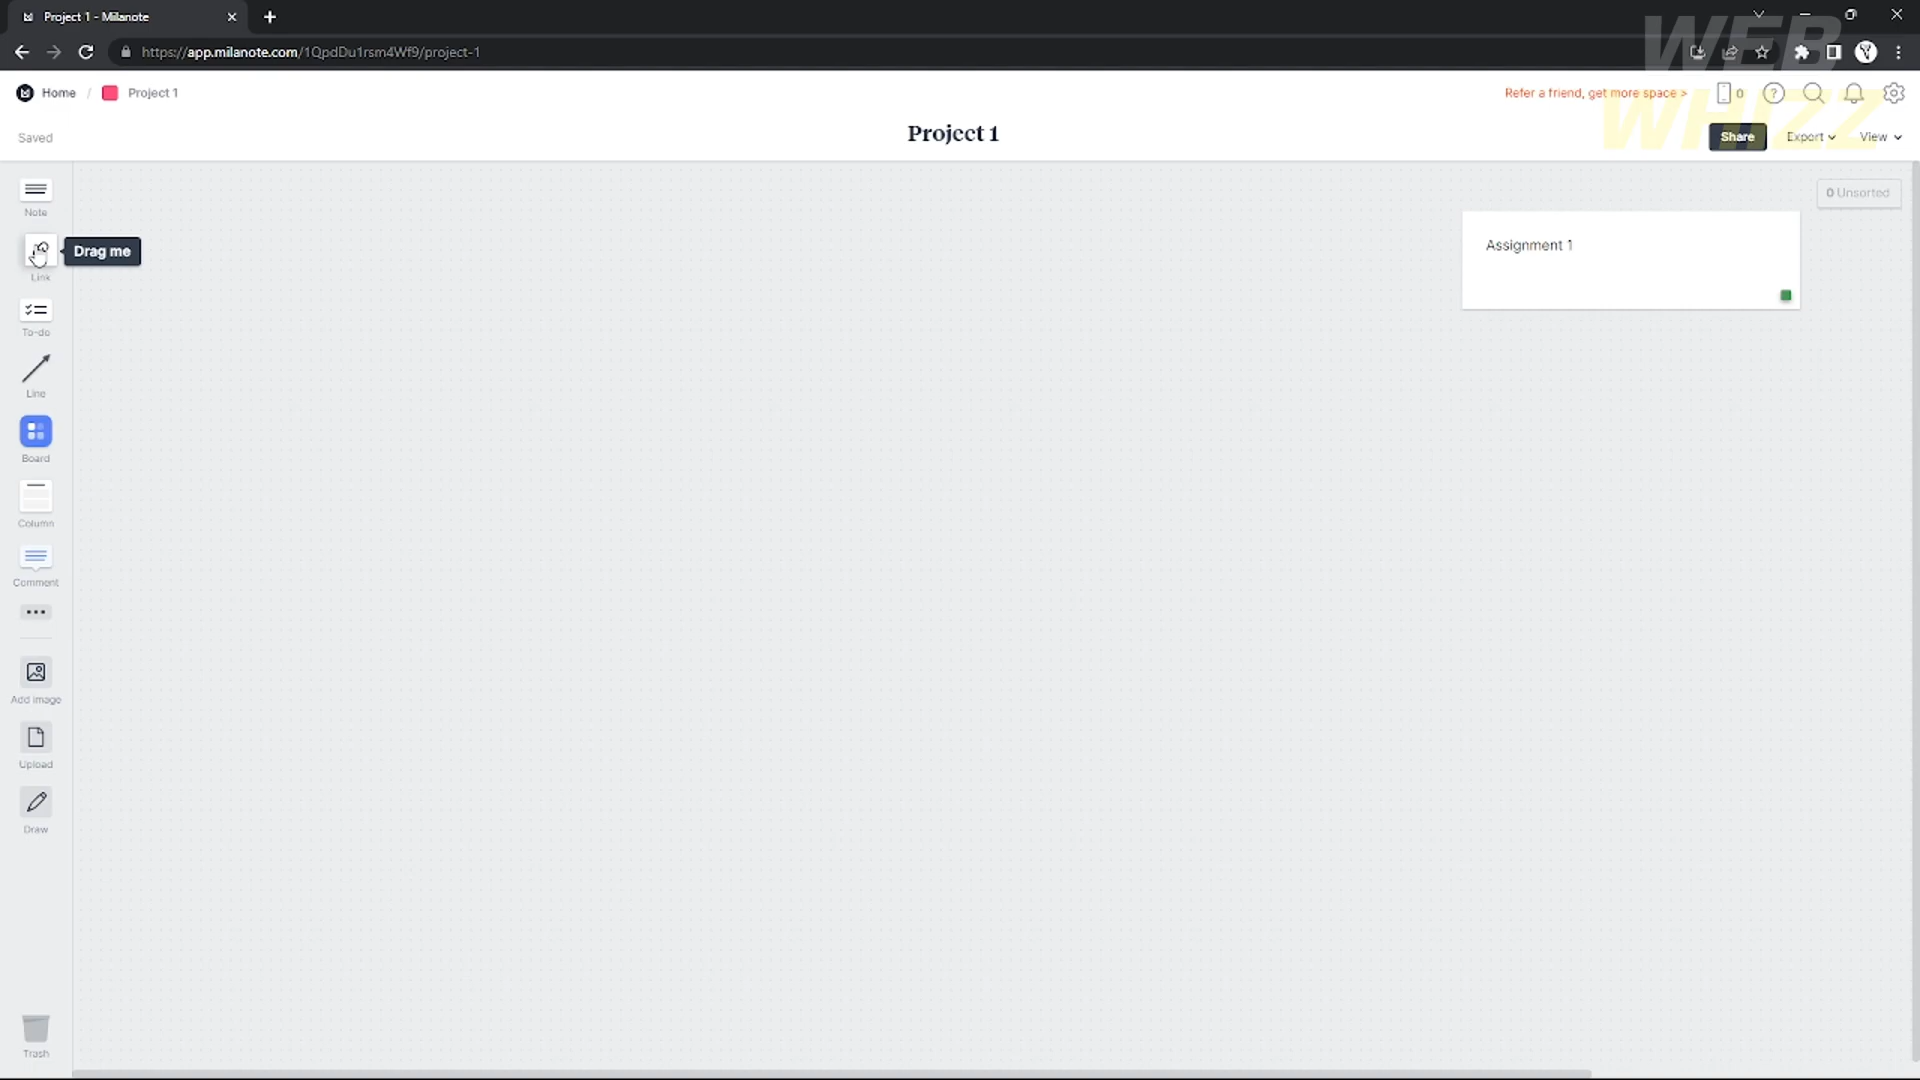 Project 1 - Milanote
https://app.milanote.com/1QpdDu1rsm4Wf9/project-1
WEB
WHIZZ
Home / Project 1
Refer a friend, get more space >
0
Saved
Project 1
Share
Export
View
Note
0 Unsorted
Assignment 1
Drag me
Link
To-do
Line
Board
Column
Comment
Add image
Upload
Draw
Trash